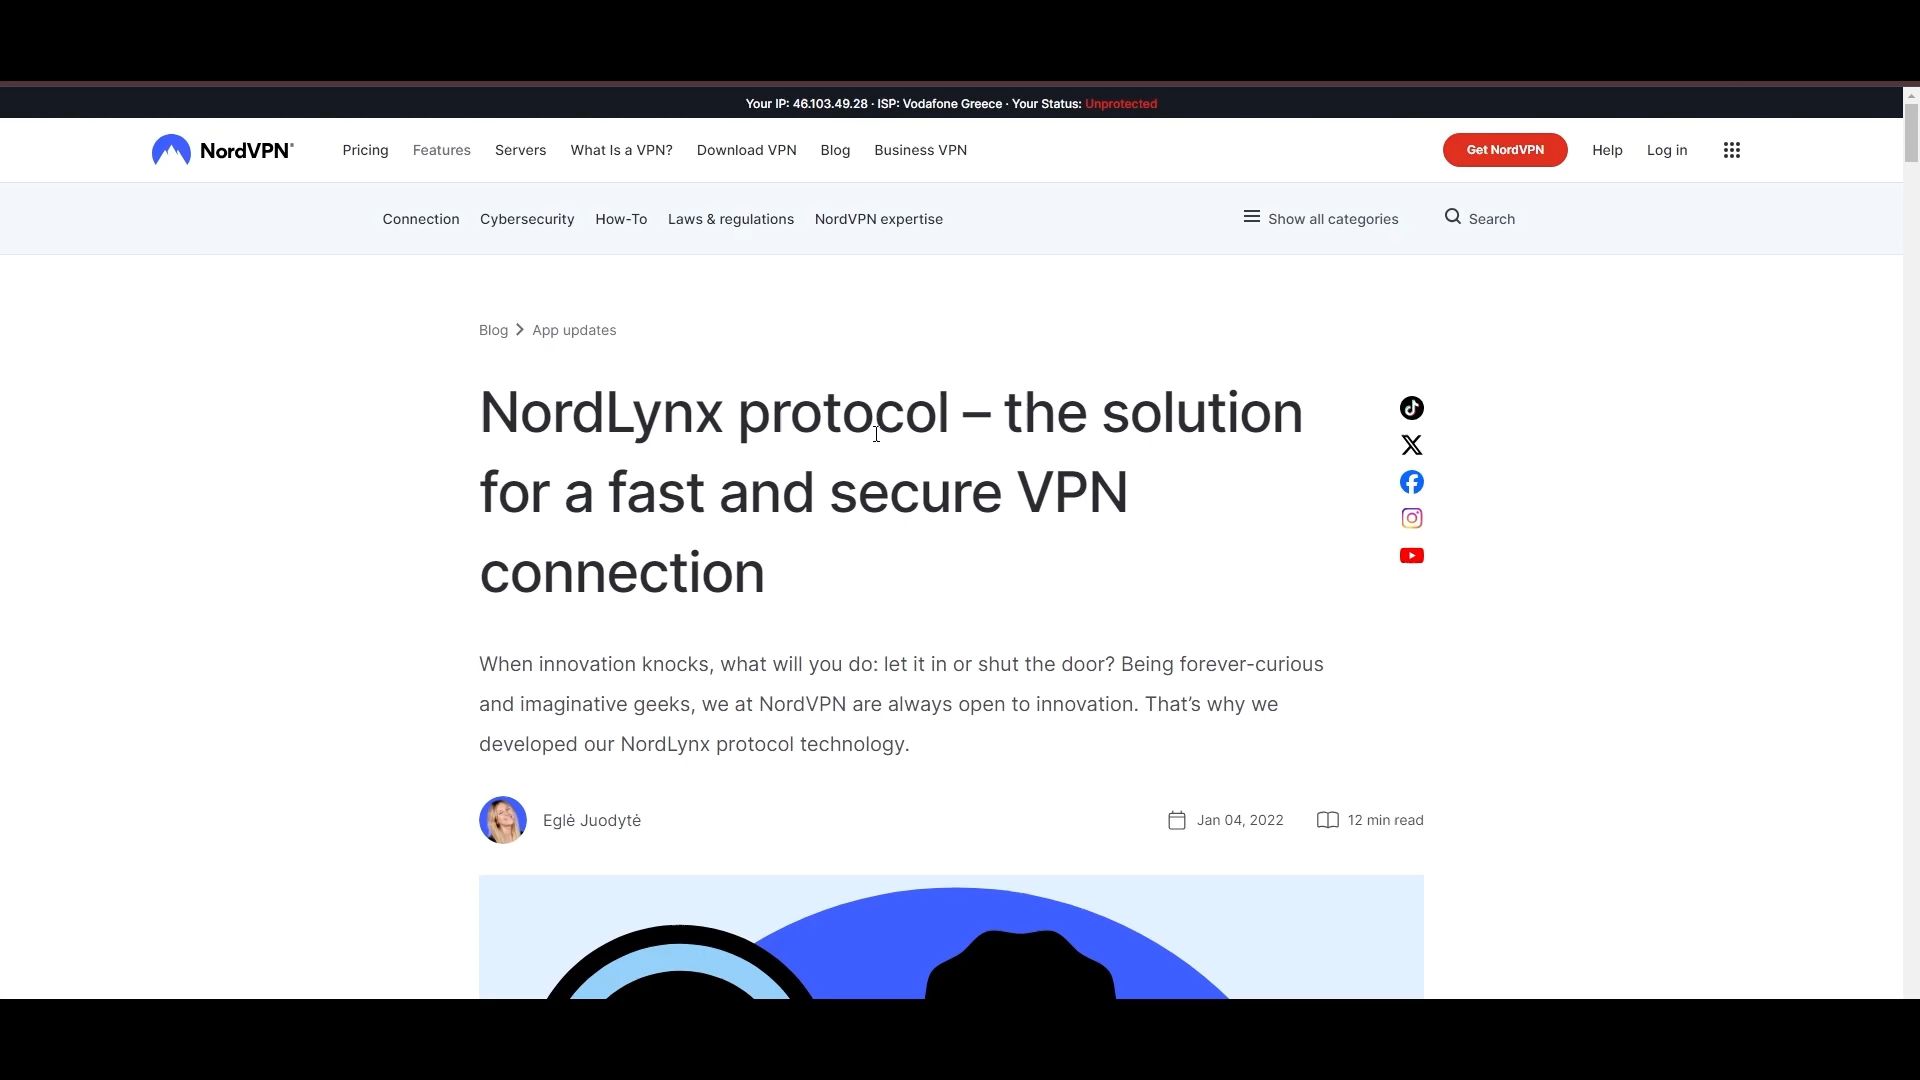 Your IP: 46.103.49.28 · ISP: Vodafone Greece · Your Status: Unprotected
NordVPN®
Pricing
Features
Servers
What Is a VPN?
Download VPN
Blog
Business VPN
Get NordVPN
Help
Log in
Connection
Cybersecurity
How-To
Laws & regulations
NordVPN expertise
Show all categories
Search
Blog
App updates
NordLynx protocol – the solution
for a fast and secure VPN
connection
When innovation knocks, what will you do: let it in or shut the door? Being forever-curious
and imaginative geeks, we at NordVPN are always open to innovation. That’s why we
developed our NordLynx protocol technology.
Eglė Juodytė
Jan 04, 2022
12 min read